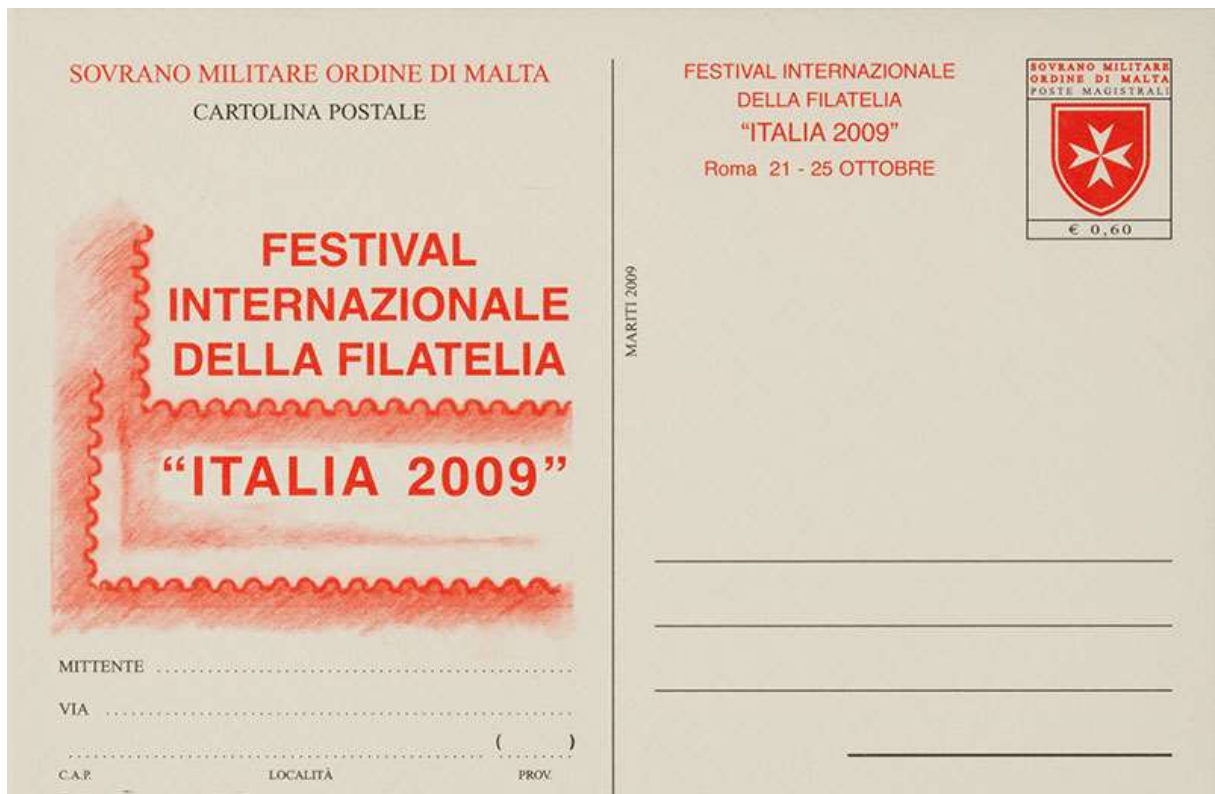 SOVRANO MILITARE ORDINE DI MALTA
CARTOLINA POSTALE
FESTIVAL
INTERNAZIONALE
DELLA FILATELIA
“ITALIA 2009”
MITTENTE
VIA
( )
C.A.P. LOCALITÀ PROV.
MARITI 2009
FESTIVAL INTERNAZIONALE
DELLA FILATELIA
“ITALIA 2009”
Roma 21 - 25 OTTOBRE
SOVRANO MILITARE
ORDINE DI MALTA
POSTE MAGISTRALI
€ 0,60